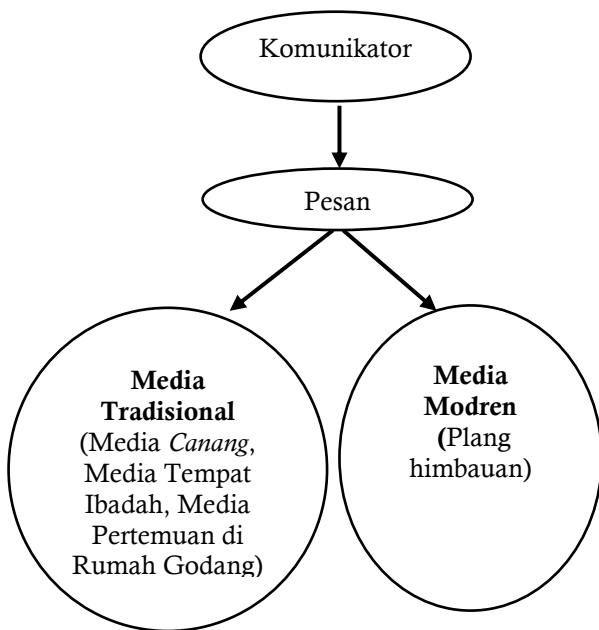 Komunikator
Pesan
Media
Tradisional
(Media Canang,
Media Tempat
Ibadah, Media
Pertemuan di
Rumah Godang)
Media
Modren
(Plang
himbauan)